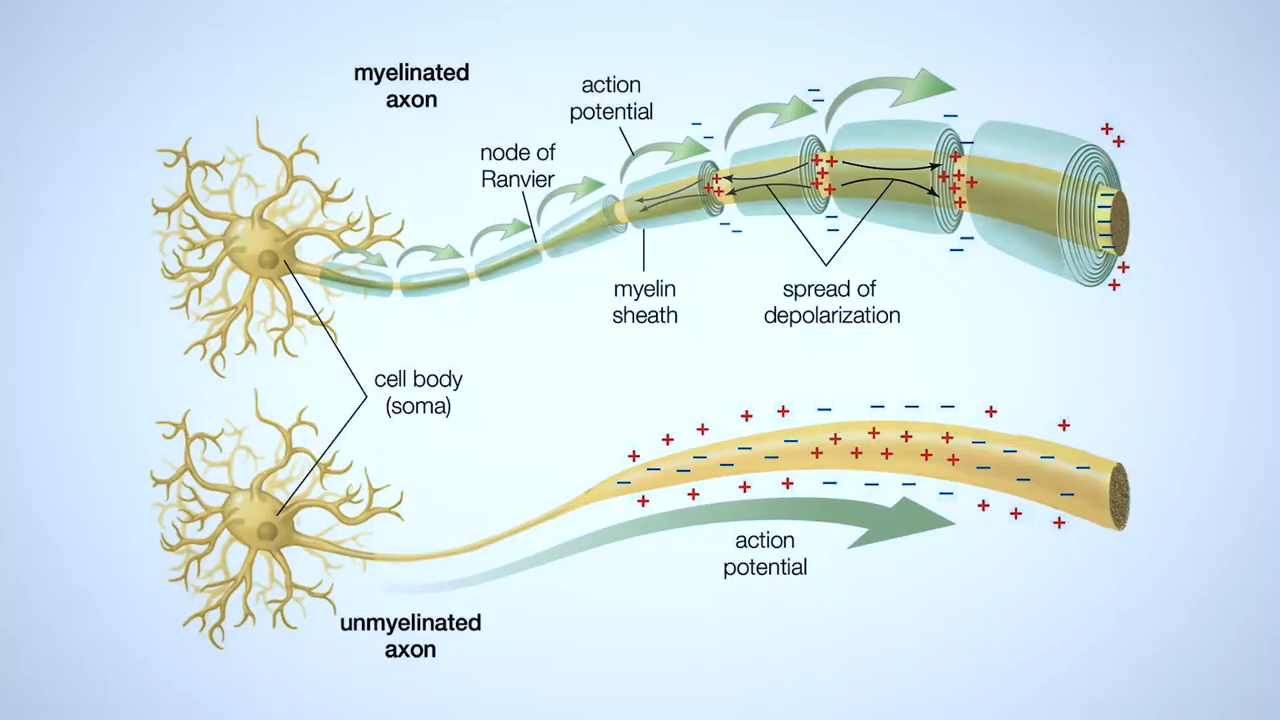 myelinated
axon
action
potential
node of
Ranvier
myelin
sheath
spread of
depolarization
cell body
(soma)
action
potential
unmyelinated
axon